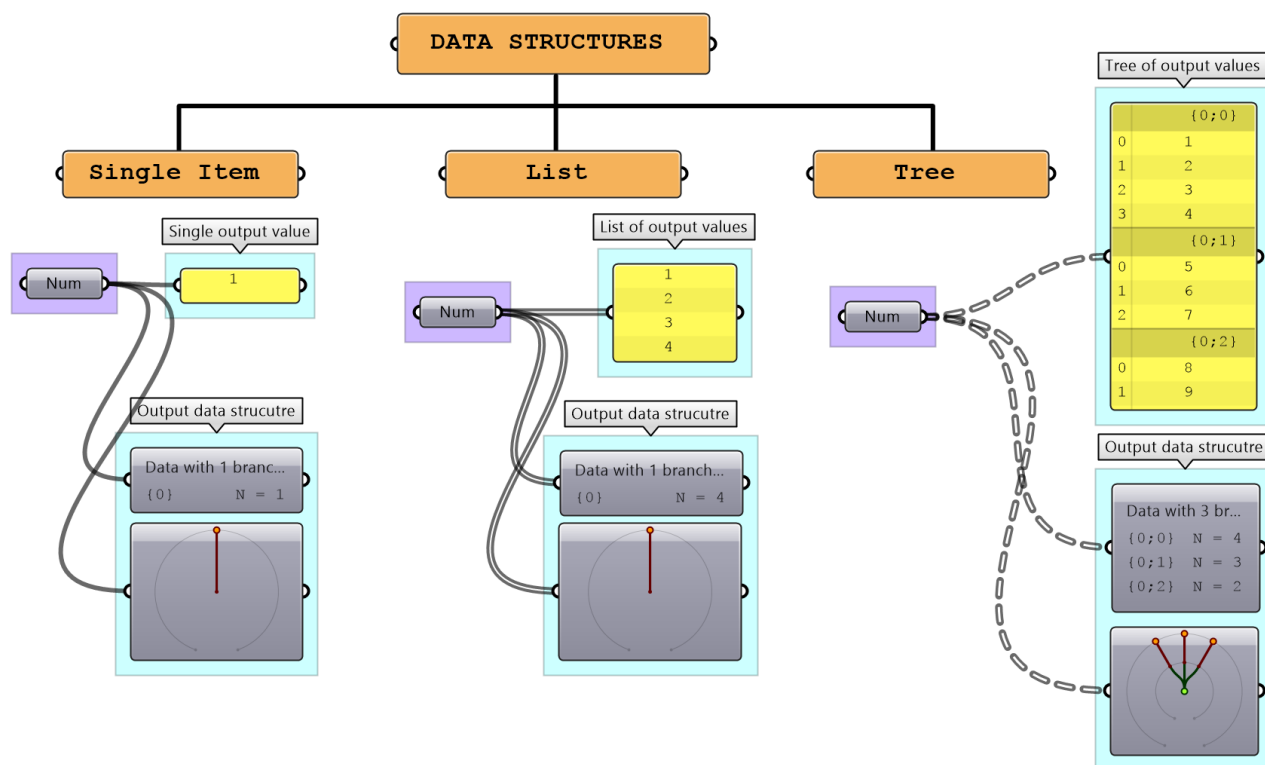 DATA STRUCTURES
Single Item
List
Tree
Single output value
Num
1
Output data strucutre
Data with 1 branc...
{0} N = 1
List of output values
Num
1
2
3
4
Output data strucutre
Data with 1 branch...
{0} N = 4
Tree of output values
Num
{0;0}
0 1
1 2
2 3
3 4
{0;1}
0 5
1 6
2 7
{0;2}
0 8
1 9
Output data strucutre
Data with 3 br...
{0;0} N = 4
{0;1} N = 3
{0;2} N = 2